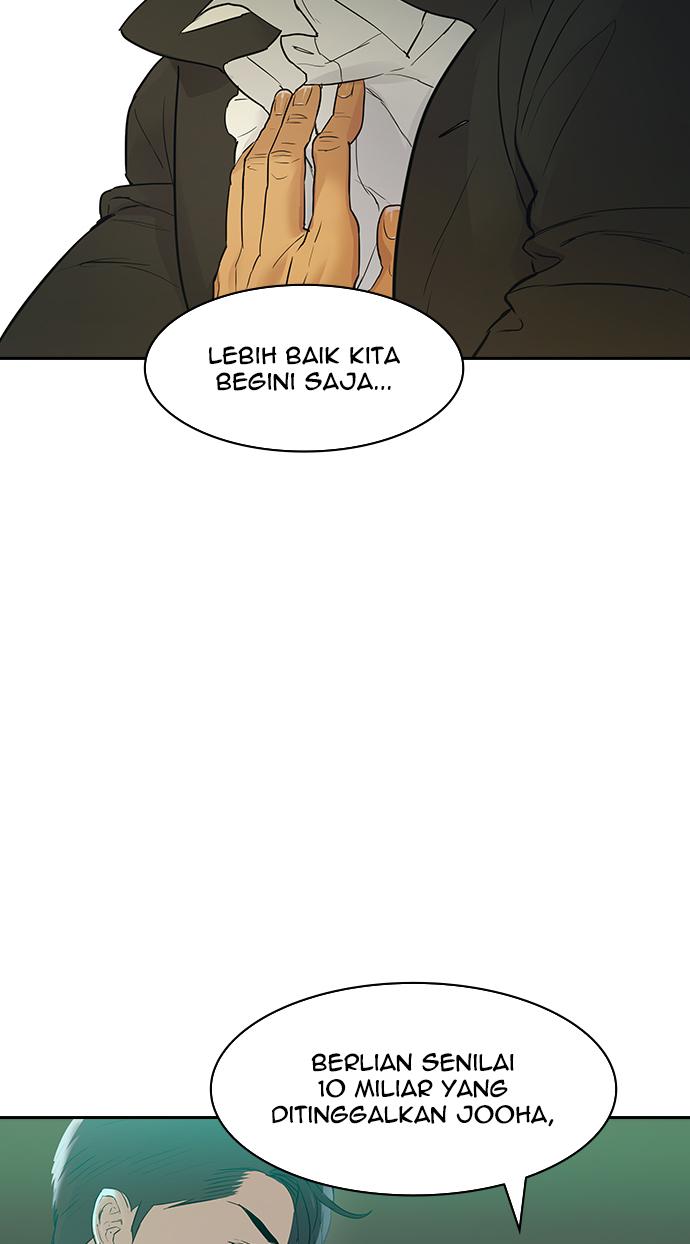 LEBIH BAIK KITA
BEGINI SAJA...
BERLIAN SENILAI
10 MILIAR YANG
DITINGGALKAN JOOHA,